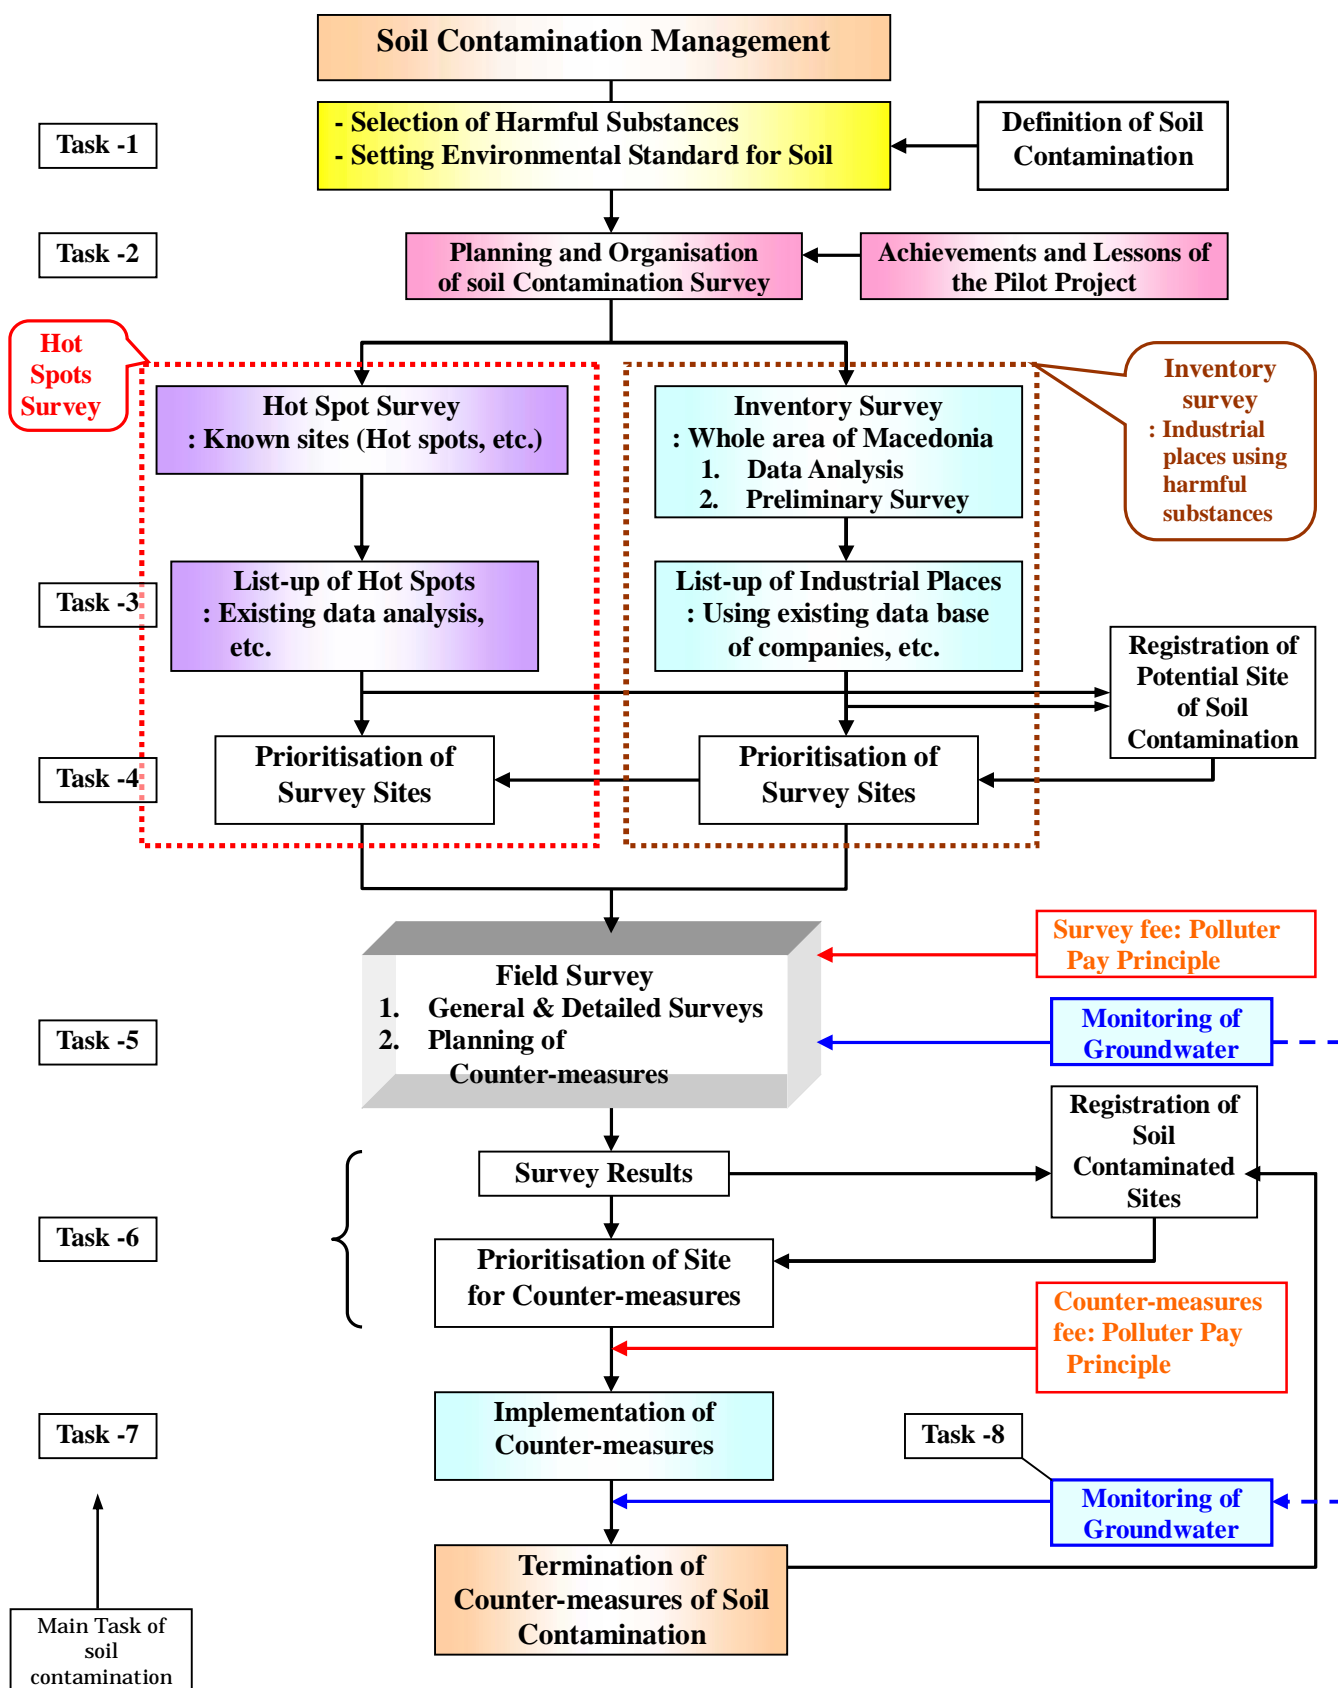 Soil Contamination Management
Task -1
- Selection of Harmful Substances
- Setting Environmental Standard for Soil
Definition of Soil
Contamination
Task -2
Planning and Organisation
of soil Contamination Survey
Achievements and Lessons of
the Pilot Project
Hot
Spots
Survey
Hot Spot Survey
: Known sites (Hot spots, etc.)
Inventory Survey
: Whole area of Macedonia
1. Data Analysis
2. Preliminary Survey
Inventory
survey
: Industrial
places using
harmful
substances
Task -3
List-up of Hot Spots
: Existing data analysis,
etc.
List-up of Industrial Places
: Using existing data base
of companies, etc.
Registration of
Potential Site
of Soil
Contamination
Task -4
Prioritisation of
Survey Sites
Prioritisation of
Survey Sites
Survey fee: Polluter
Pay Principle
Task -5
Field Survey
1. General & Detailed Surveys
2. Planning of
Counter-measures
Monitoring of
Groundwater
Registration of
Soil
Contaminated
Sites
Task -6
Survey Results
Prioritisation of Site
for Counter-measures
Counter-measures
fee: Polluter Pay
Principle
Task -7
Implementation of
Counter-measures
Task -8
Monitoring of
Groundwater
Termination of
Counter-measures of Soil
Contamination
Main Task of
soil
contamination